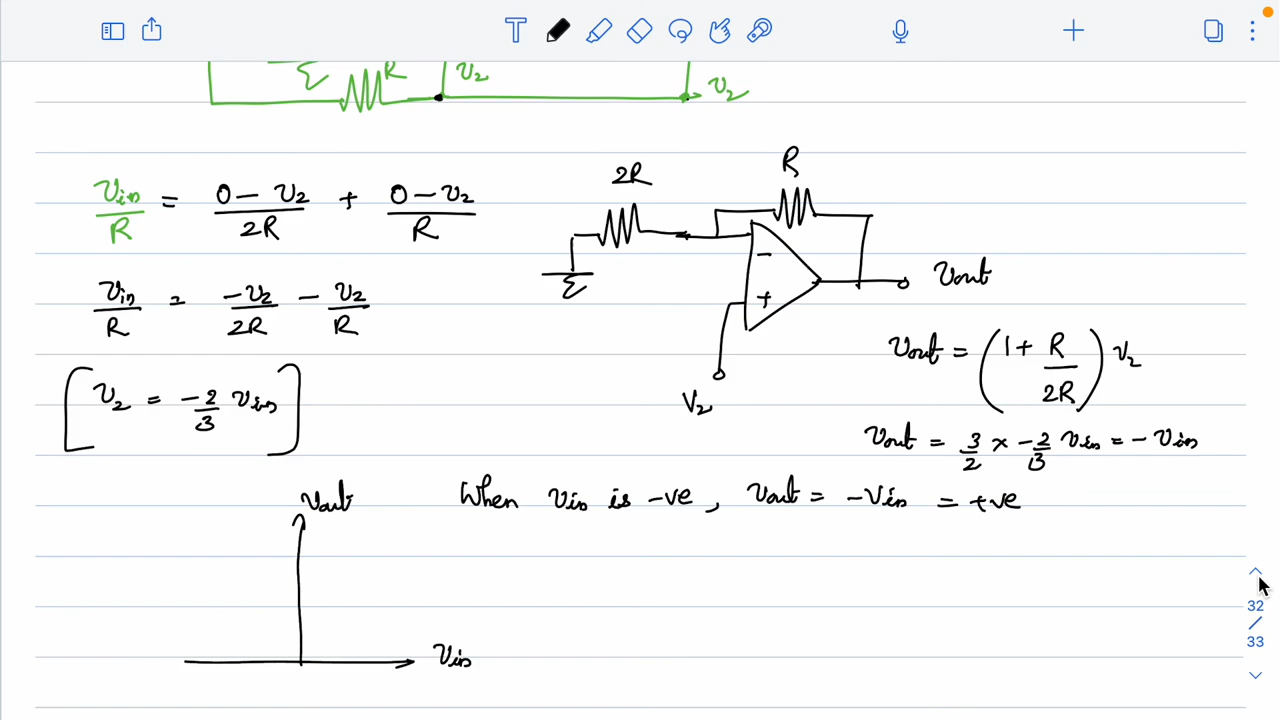 R
v2
v2
vin/R = 0 - v2/2R + 0 - v2/R
2R
R
-
+
Vout
V2
vin/R = -v2/2R - v2/R
Vout = (1 + R/2R) v2
[v2 = -2/3 vin]
Vout = 3/2 x -2/3 Vin = - Vin
When Vin is -ve, Vout = -Vin = +ve
Vout
Vin
32
/
33